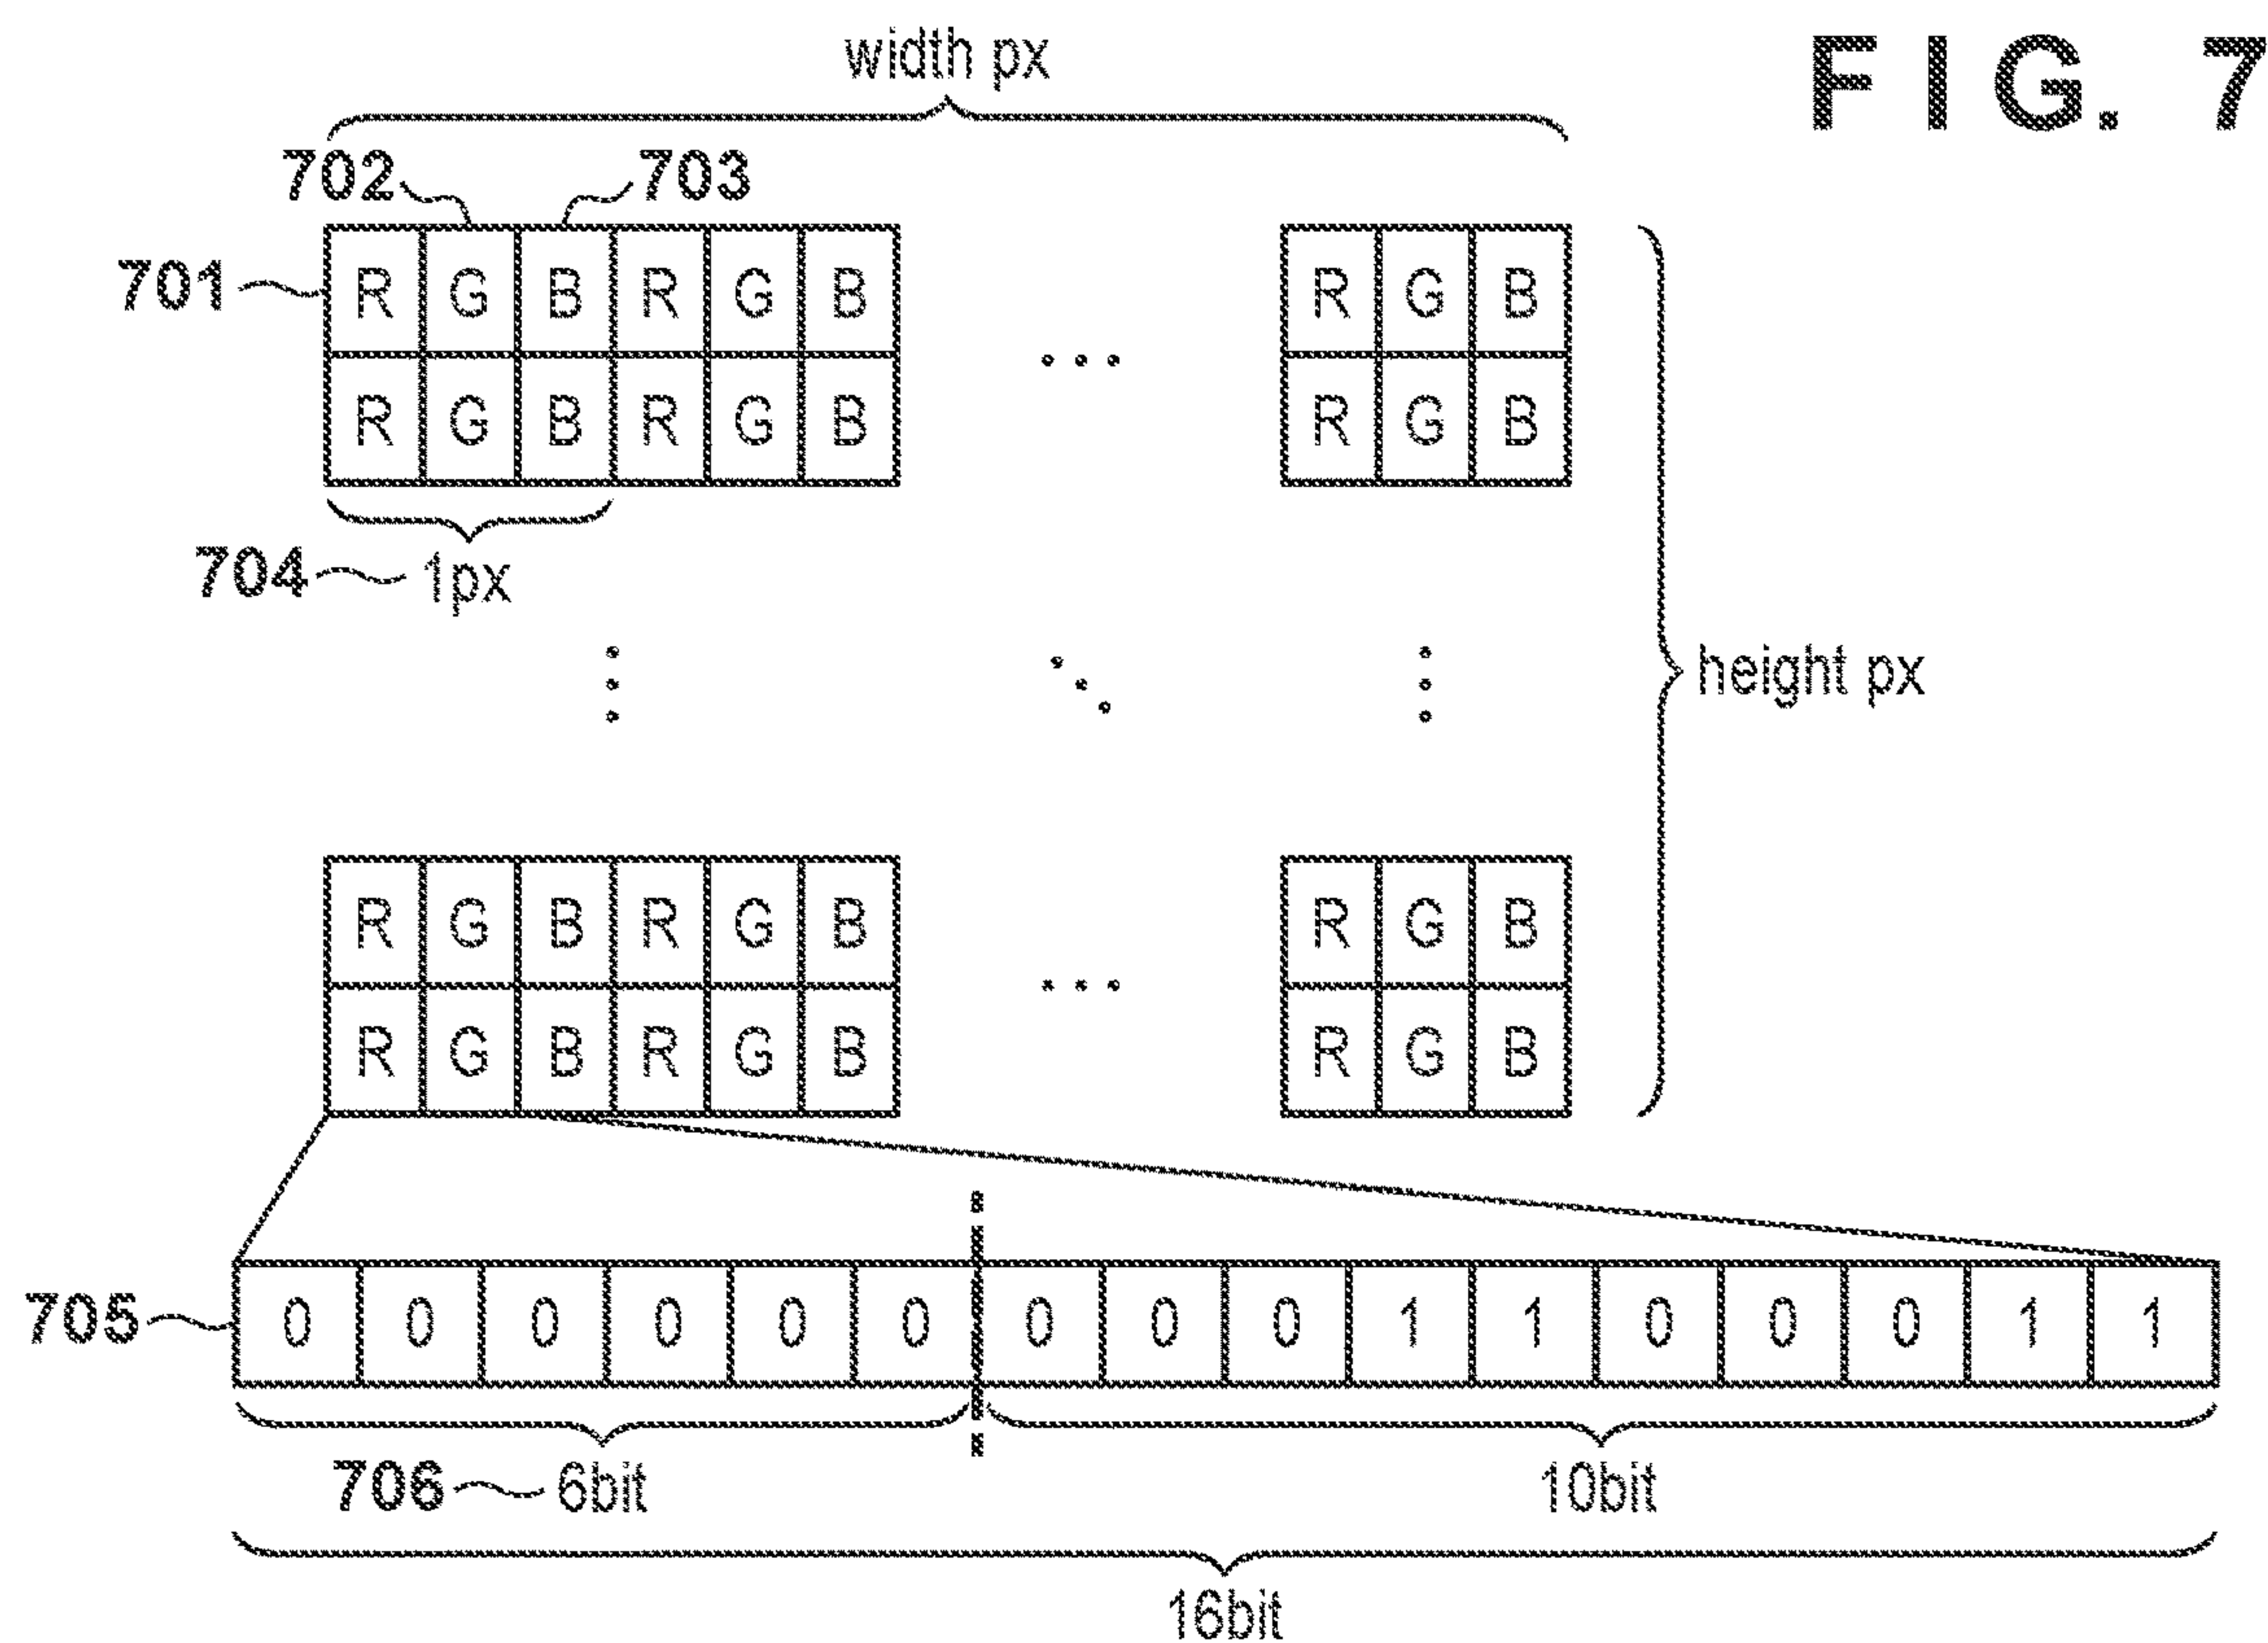 FIG. 7
width px
702 703
701 R G B R G B ... R G B
R G B R G B R G B
704 1px
height px
R G B R G B ... R G B
R G B R G B R G B
705 0 0 0 0 0 0 0 0 0 1 1 0 0 0 1 1
706 6bit 10bit
16bit